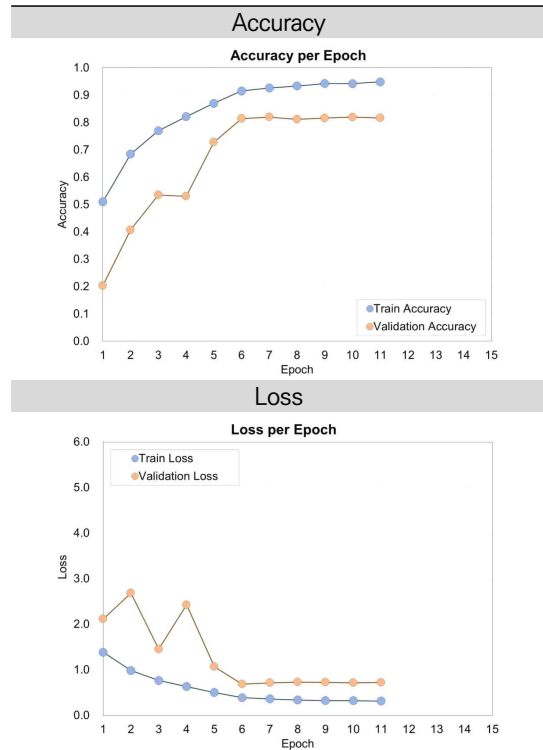 Accuracy
Accuracy per Epoch
1.0
0.9
0.8
0.7
0.6
0.5
0.4
0.3
0.2
0.1
0.0
Accuracy
Train Accuracy
Validation Accuracy
1 2 3 4 5 6 7 8 9 10 11 12 13 14 15
Epoch
Loss
Loss per Epoch
6.0
5.0
4.0
3.0
2.0
1.0
0.0
Loss
Train Loss
Validation Loss
1 2 3 4 5 6 7 8 9 10 11 12 13 14 15
Epoch